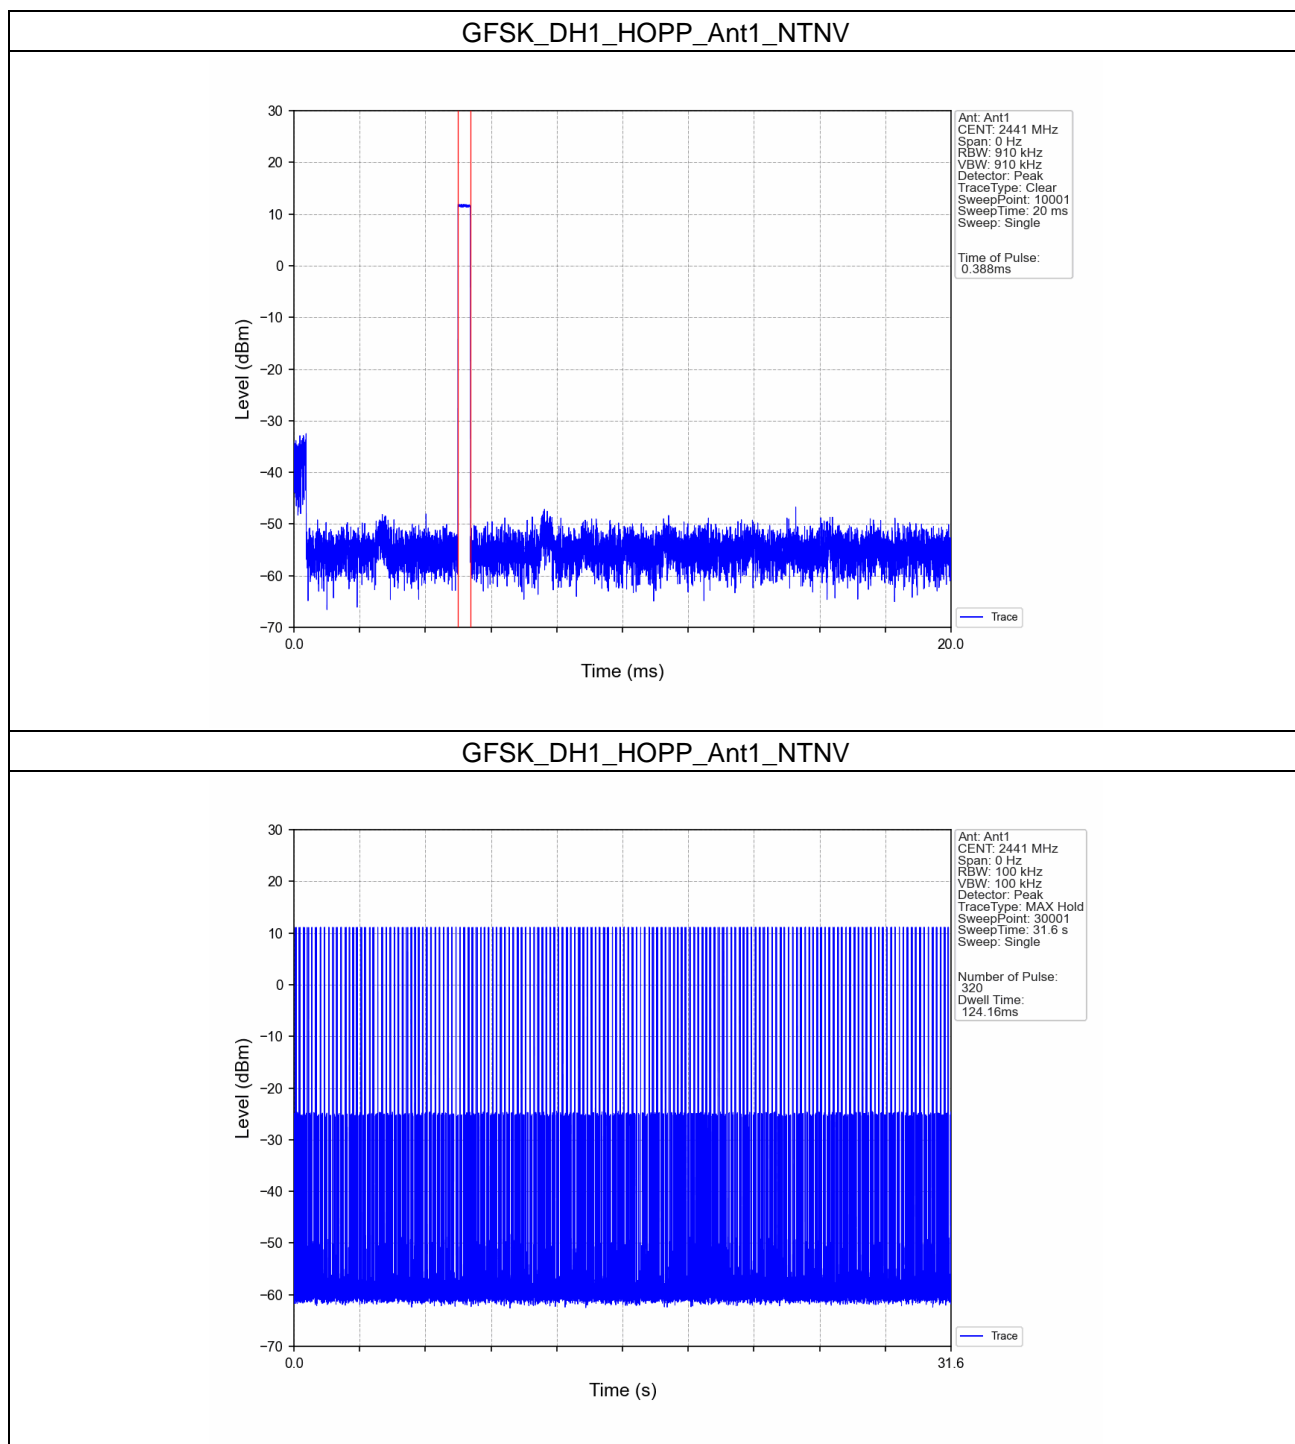 GFSK_DH1_HOPP_Ant1_NTNV
30
20
10
0
−10
−20
−30
−40
−50
−60
−70
Level (dBm)
0.0
20.0
Time (ms)
Ant: Ant1
CENT: 2441 MHz
Span: 0 Hz
RBW: 910 kHz
VBW: 910 kHz
Detector: Peak
TraceType: Clear
SweepPoint: 10001
SweepTime: 20 ms
Sweep: Single
Time of Pulse:
0.388ms
Trace
GFSK_DH1_HOPP_Ant1_NTNV
30
20
10
0
−10
−20
−30
−40
−50
−60
−70
Level (dBm)
0.0
31.6
Time (s)
Ant: Ant1
CENT: 2441 MHz
Span: 0 Hz
RBW: 100 kHz
VBW: 100 kHz
Detector: Peak
TraceType: MAX Hold
SweepPoint: 30001
SweepTime: 31.6 s
Sweep: Single
Number of Pulse:
320
Dwell Time:
124.16ms
Trace